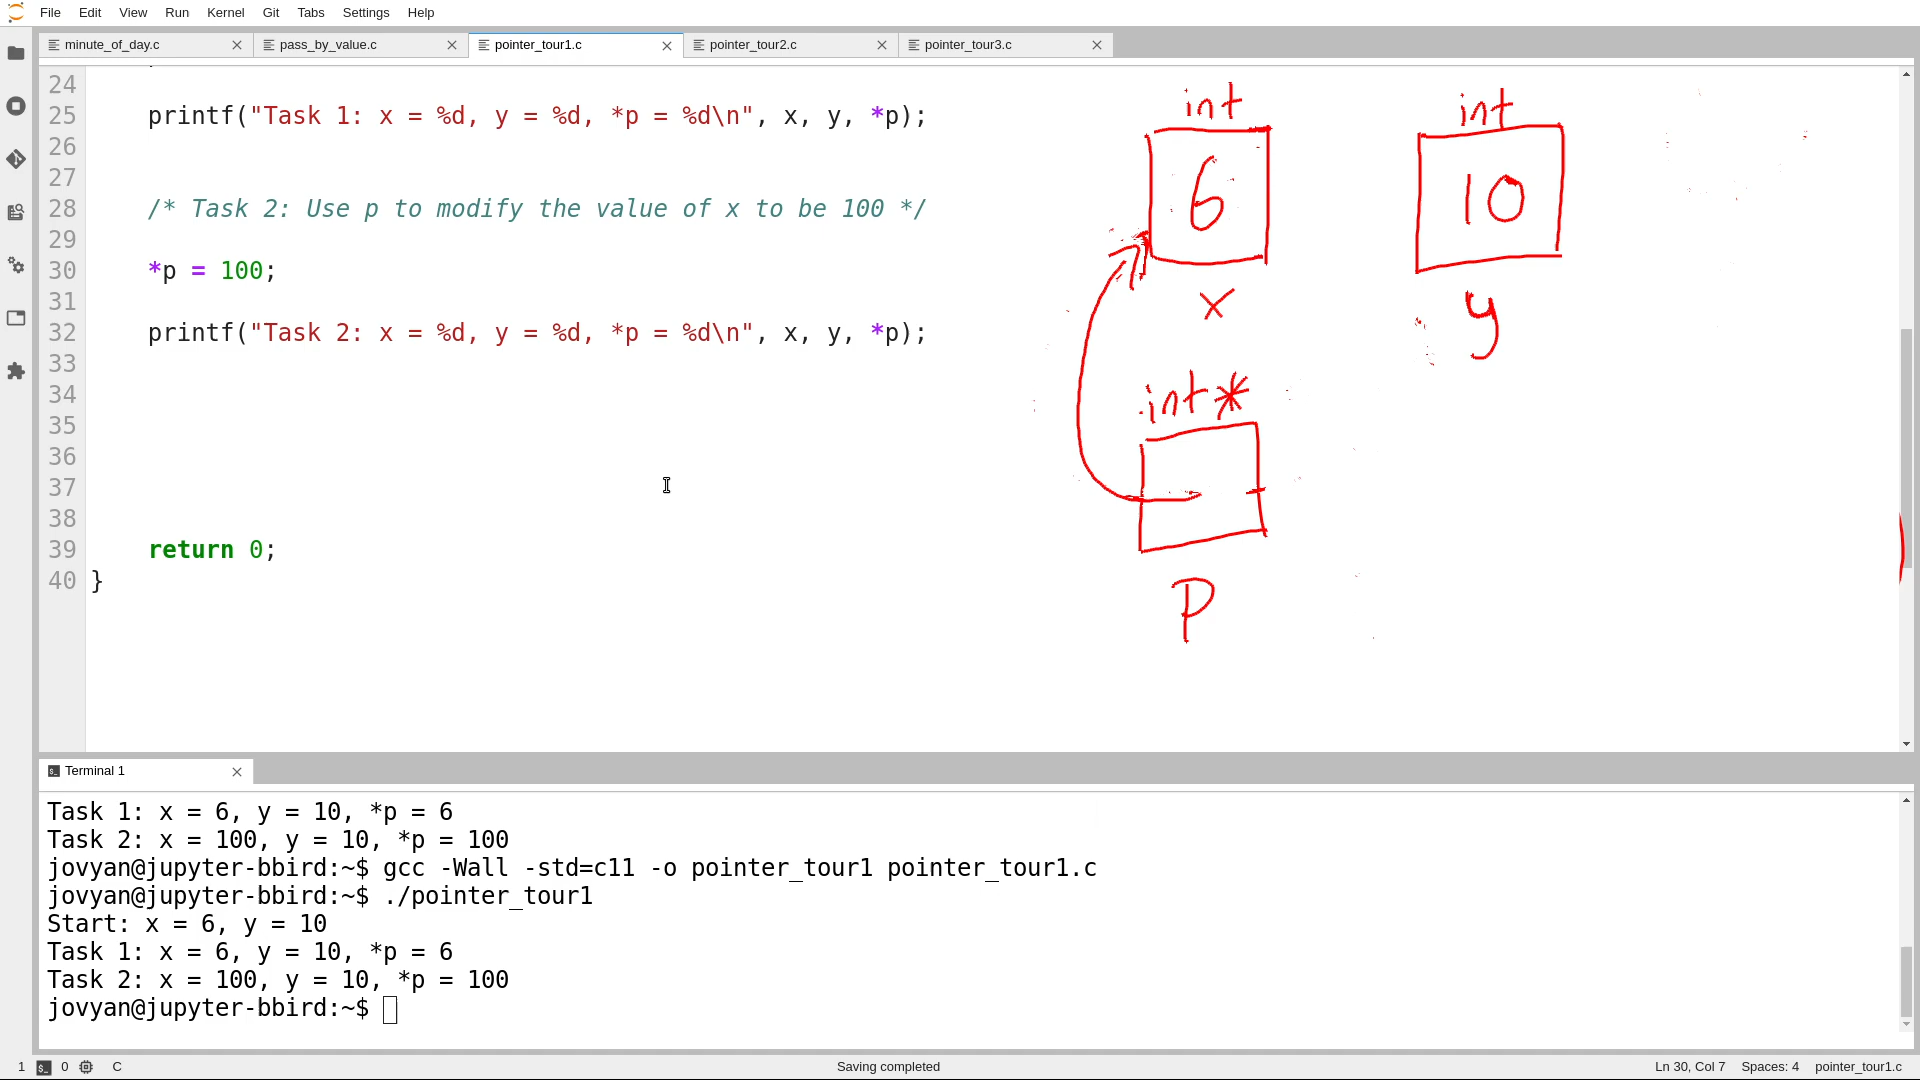 File Edit View Run Kernel Git Tabs Settings Help
minute_of_day.c pass_by_value.c pointer_tour1.c pointer_tour2.c pointer_tour3.c
24
25 printf("Task 1: x = %d, y = %d, *p = %d\n", x, y, *p);
26
27
28 /* Task 2: Use p to modify the value of x to be 100 */
29
30 *p = 100;
31
32 printf("Task 2: x = %d, y = %d, *p = %d\n", x, y, *p);
33
34
35
36
37
38
39 return 0;
40 }
int int
6 10
x y
int*
p
Terminal 1
Task 1: x = 6, y = 10, *p = 6
Task 2: x = 100, y = 10, *p = 100
jovyan@jupyter-bbird:~$ gcc -Wall -std=c11 -o pointer_tour1 pointer_tour1.c
jovyan@jupyter-bbird:~$ ./pointer_tour1
Start: x = 6, y = 10
Task 1: x = 6, y = 10, *p = 6
Task 2: x = 100, y = 10, *p = 100
jovyan@jupyter-bbird:~$
1 0 C Saving completed Ln 30, Col 7 Spaces: 4 pointer_tour1.c